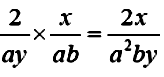 2/ay × x/ab = 2x/a²by